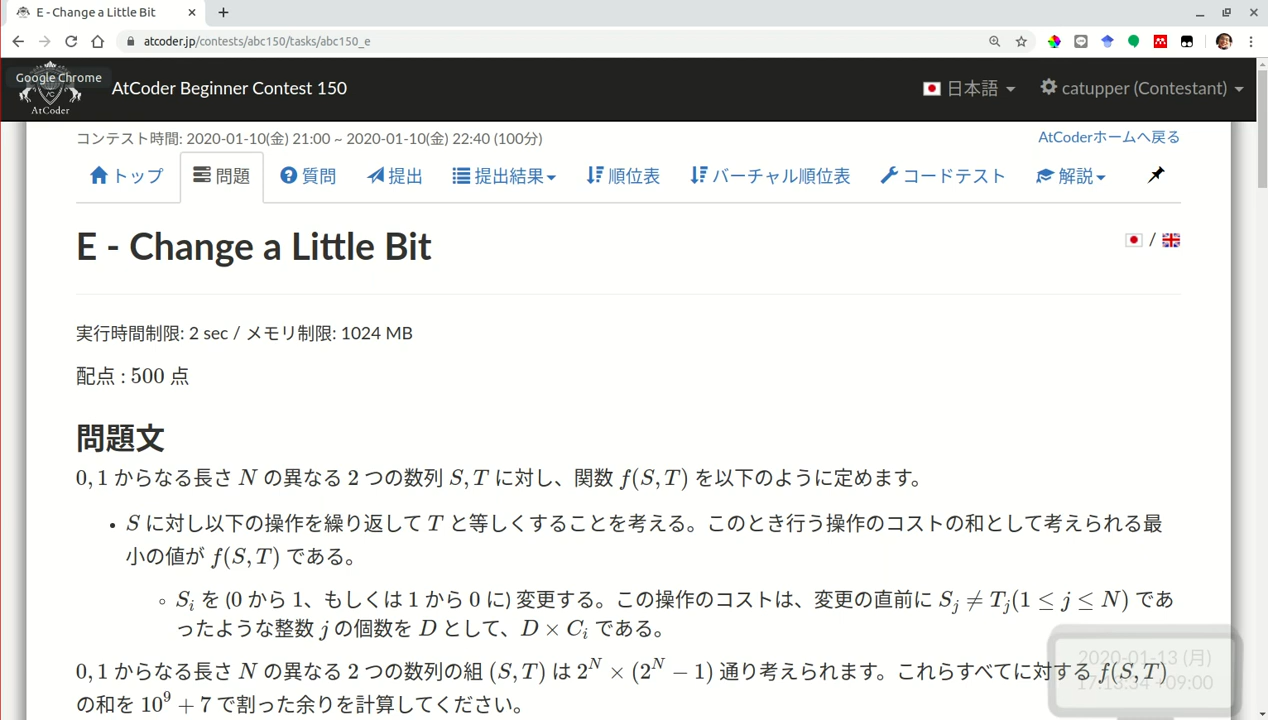 E - Change a Little Bit
atcoder.jp/contests/abc150/tasks/abc150_e
Google Chrome
AtCoder
AtCoder Beginner Contest 150
日本語
catupper (Contestant)
コンテスト時間: 2020-01-10(金) 21:00 ~ 2020-01-10(金) 22:40 (100分)
AtCoderホームへ戻る
トップ 問題 質問 提出 提出結果 順位表 バーチャル順位表 コードテスト 解説
E - Change a Little Bit
/
実行時間制限: 2 sec / メモリ制限: 1024 MB
配点 : 500 点
問題文
0, 1 からなる長さ N の異なる 2 つの数列 S, T に対し、関数 f(S, T) を以下のように定めます。
• S に対し以下の操作を繰り返して T と等しくすることを考える。このとき行う操作のコストの和として考えられる最
小の値が f(S, T) である。
◦ S_i を (0 から 1、もしくは 1 から 0 に) 変更する。この操作のコストは、変更の直前に S_j ≠ T_j(1 ≤ j ≤ N) であ
ったような整数 j の個数を D として、D × C_i である。
0, 1 からなる長さ N の異なる 2 つの数列の組 (S, T) は 2^N × (2^N − 1) 通り考えられます。これらすべてに対する f(S, T)
の和を 10^9 + 7 で割った余りを計算してください。
2020-01-13 (月)
17:13:34 +09:00